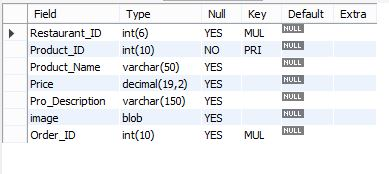 Field Type Null Key Default Extra
Restaurant_ID int(6) YES MUL NULL
Product_ID int(10) NO PRI NULL
Product_Name varchar(50) YES NULL
Price decimal(19,2) YES NULL
Pro_Description varchar(150) YES NULL
image blob YES NULL
Order_ID int(10) YES MUL NULL